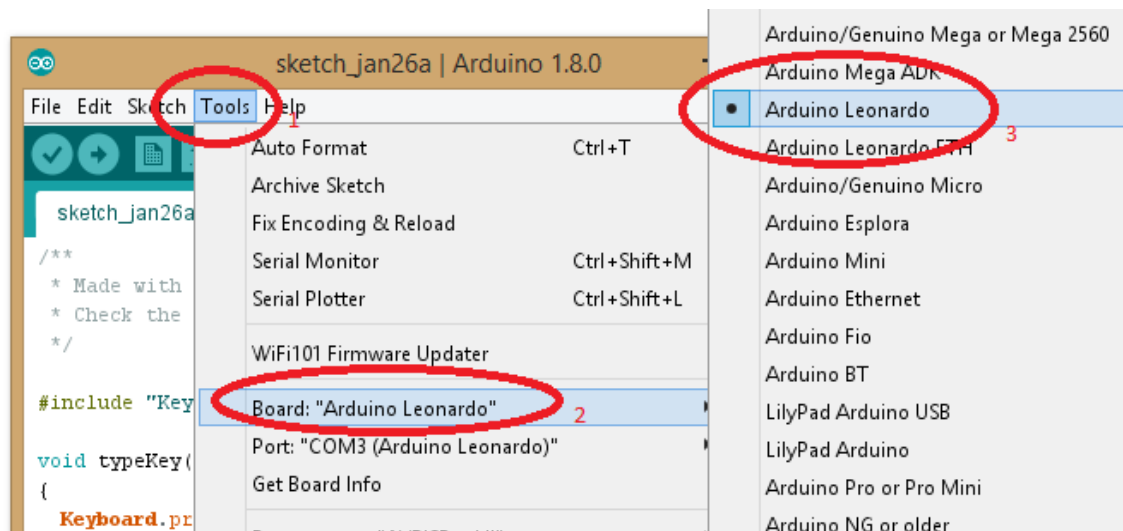 sketch_jan26a | Arduino 1.8.0
File Edit Sketch Tools Help
1
sketch_jan26a
/**
* Made with
* Check the
*/
#include "Key
void typeKey(
{
Keyboard.pr
Auto Format Ctrl+T
Archive Sketch
Fix Encoding & Reload
Serial Monitor Ctrl+Shift+M
Serial Plotter Ctrl+Shift+L
WiFi101 Firmware Updater
Board: "Arduino Leonardo"
2
Port: "COM3 (Arduino Leonardo)"
Get Board Info
Arduino/Genuino Mega or Mega 2560
Arduino Mega ADK
Arduino Leonardo
3
Arduino Leonardo ETH
Arduino/Genuino Micro
Arduino Esplora
Arduino Mini
Arduino Ethernet
Arduino Fio
Arduino BT
LilyPad Arduino USB
LilyPad Arduino
Arduino Pro or Pro Mini
Arduino NG or older